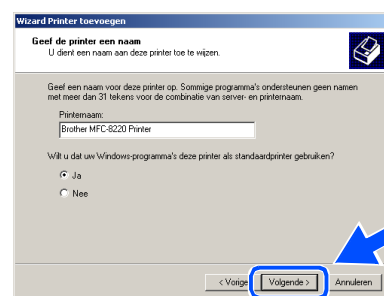 Wizard Printer toevoegen
Geef de printer een naam
U dient een naam aan deze printer toe te wijzen.
Geef een naam voor deze printer op. Sommige programma's ondersteunen geen namen
met meer dan 31 tekens voor de combinatie van server- en printernaam.
Printernaam:
Brother MFC-8220 Printer
Wilt u dat uw Windows-programma's deze printer als standaardprinter gebruiken?
Ja
Nee
< Vorige
Volgende >
Annuleren